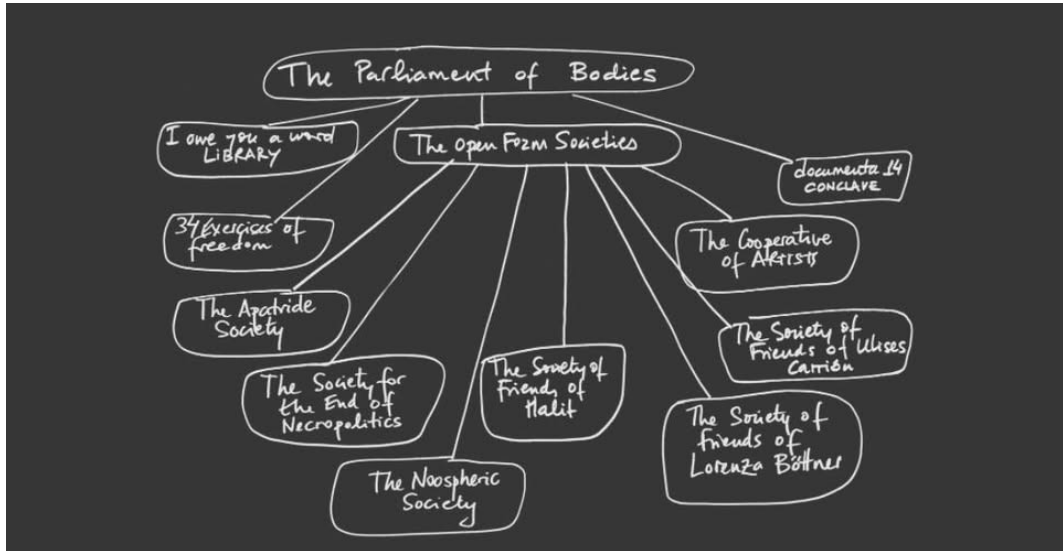 The Parliament of Bodies
I owe you a word
LIBRARY
The Open Form Societies
documenta 14
CONCLAVE
34 Exercises of
freedom
The Cooperative
of Artists
The Apatride
Society
The Society of
Friends of Ulises
Carrión
The Society for
the End of
Necropolitics
The Society of
Friends of
Halit
The Society of
friends of
Lorenza Böttner
The Noospheric
Society